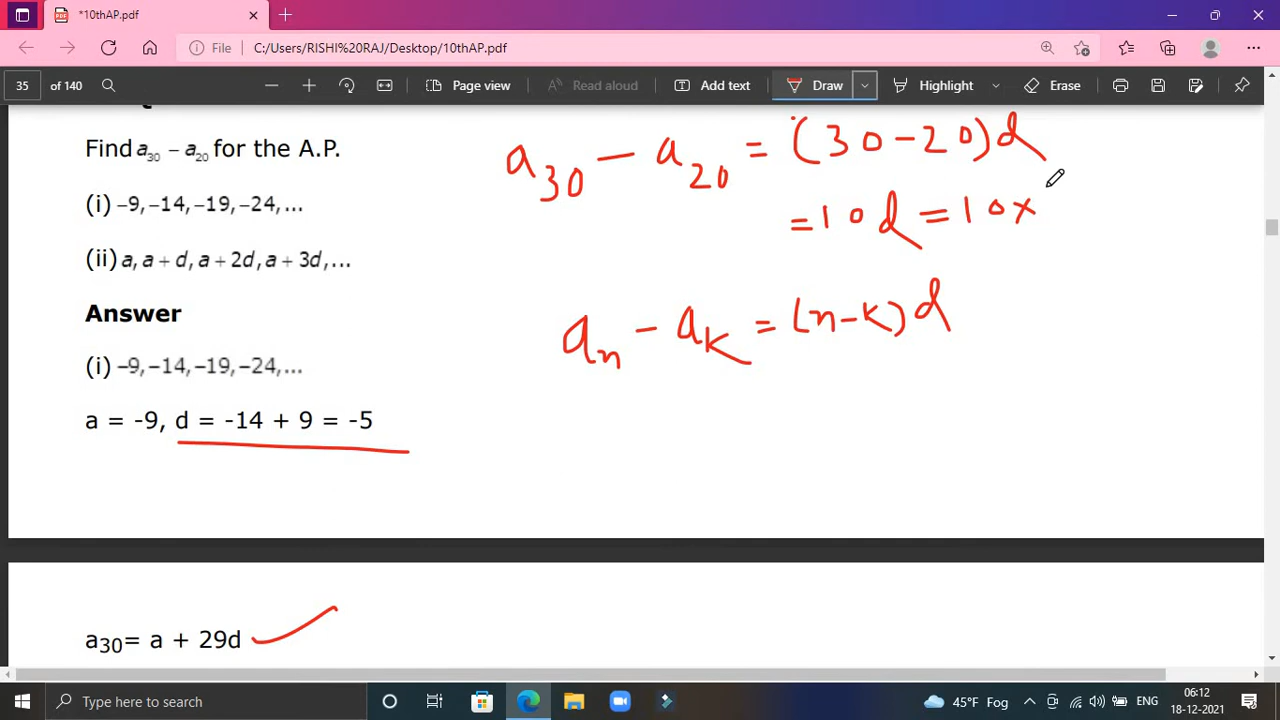 *10thAP.pdf
File C:/Users/RISHI%20RAJ/Desktop/10thAP.pdf
35 of 140 Page view Read aloud Add text Draw Highlight Erase
Find a30 – a20 for the A.P.
(i) –9, –14, –19, –24, ...
(ii) a, a + d, a + 2d, a + 3d, ...
Answer
(i) –9, –14, –19, –24, ...
a = -9, d = -14 + 9 = -5
a30 – a20 = (30 – 20)d
= 10d = 10×
an – ak = (n–k)d
a30= a + 29d
Type here to search
45°F Fog
ENG
06:12
18-12-2021